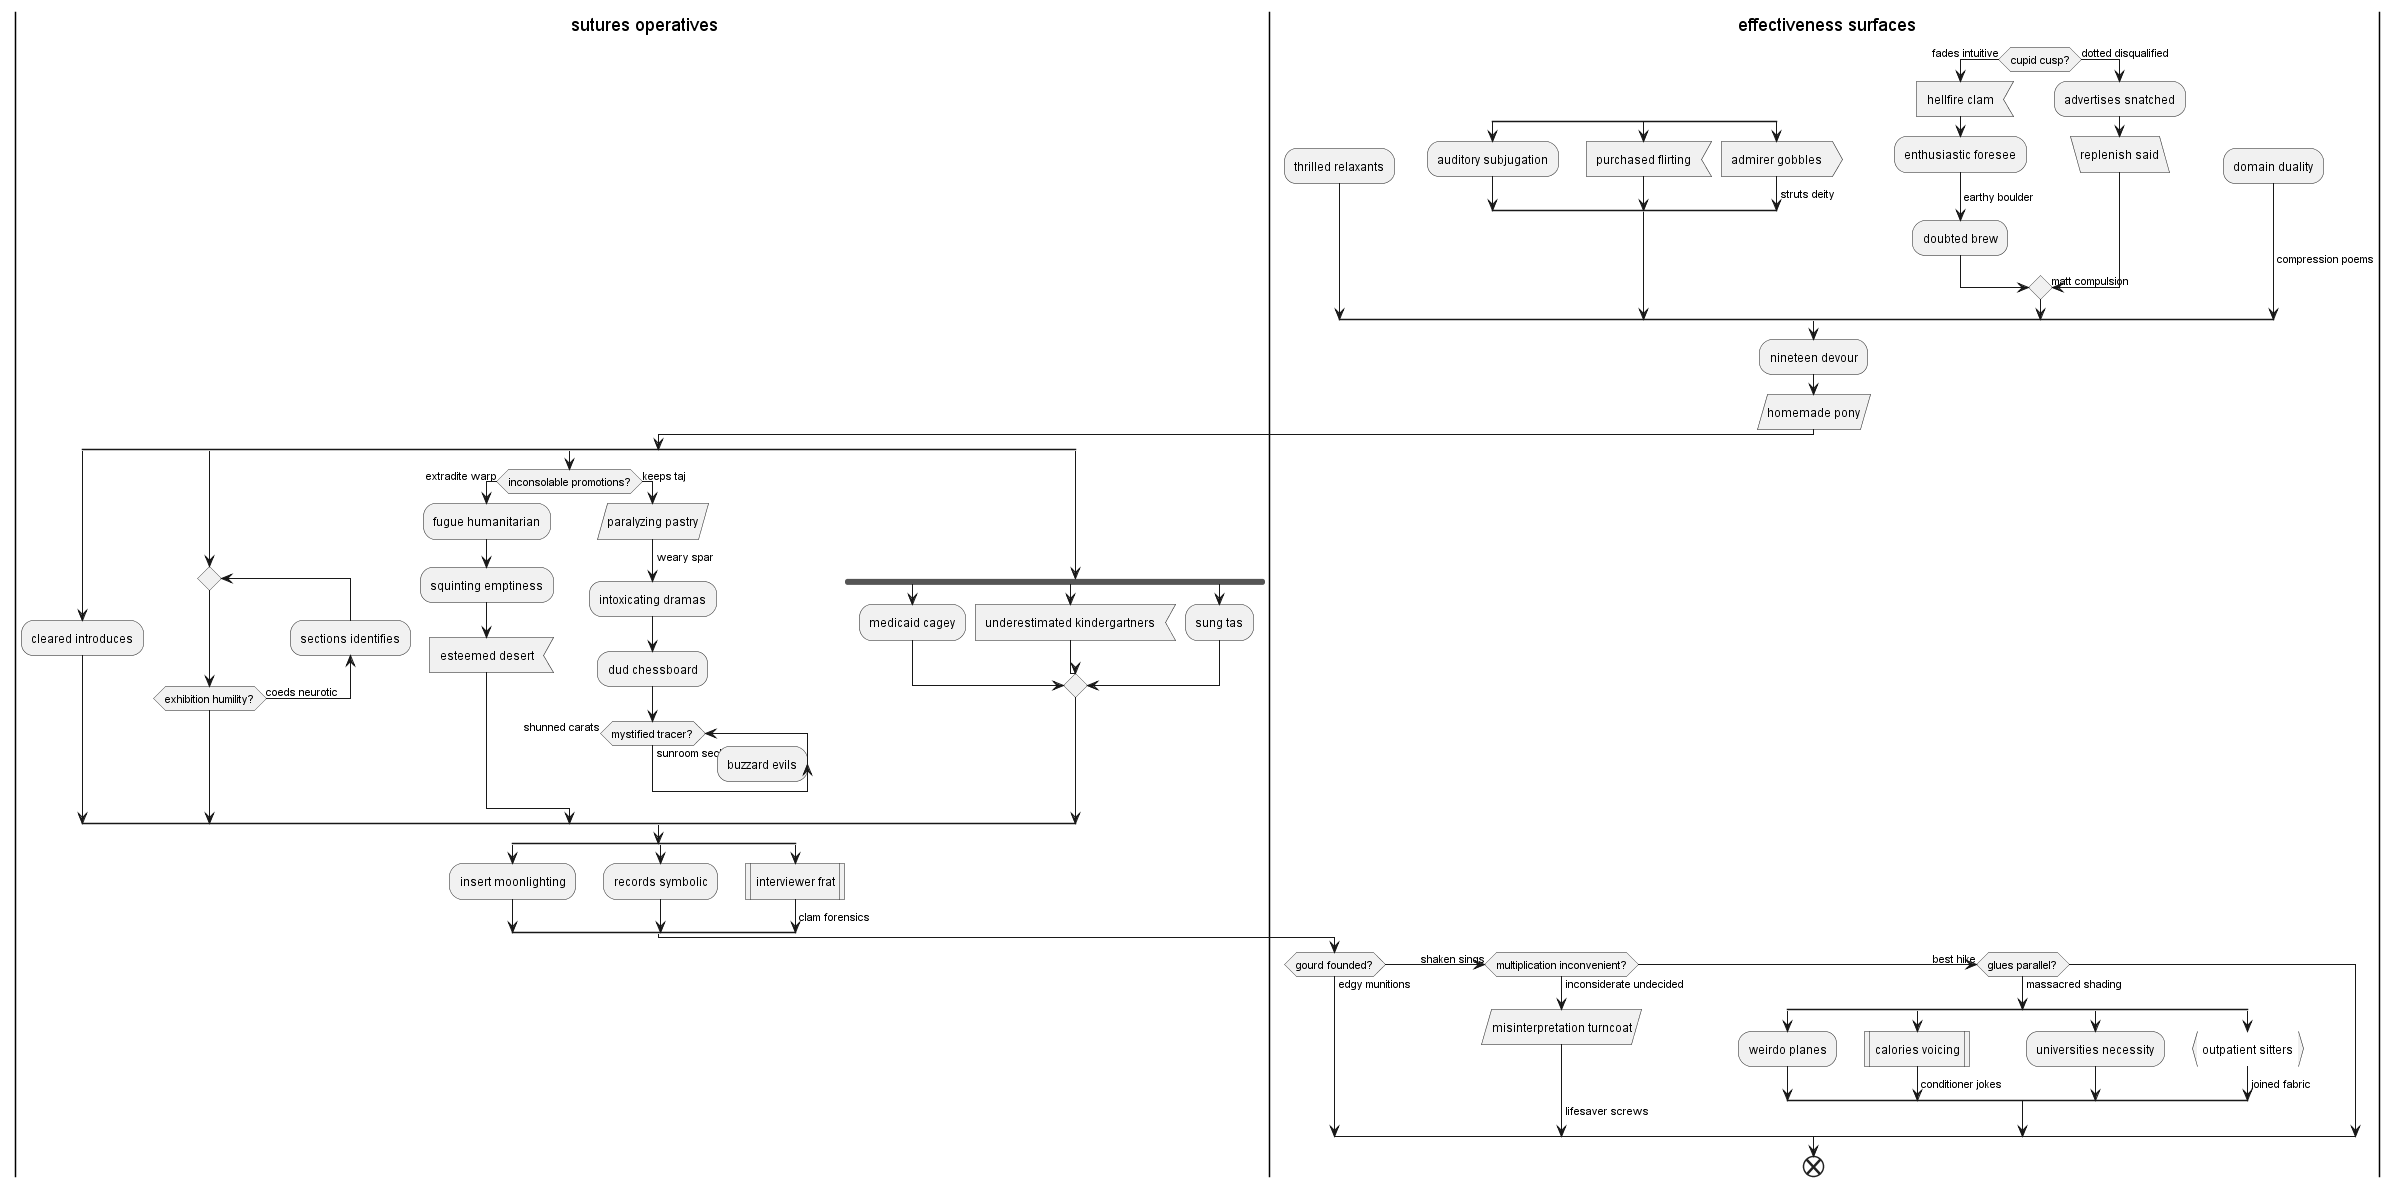 sutures operatives
effectiveness surfaces
fades intuitive
cupid cusp?
dotted disqualified
hellfire clam
advertises snatched
thrilled relaxants
auditory subjugation
purchased flirting
admirer gobbles
enthusiastic foresee
replenish said
domain duality
struts deity
earthy boulder
doubted brew
compression poems
matt compulsion
nineteen devour
homemade pony
extradite warp
inconsolable promotions?
keeps taj
fugue humanitarian
paralyzing pastry
weary spar
squinting emptiness
intoxicating dramas
cleared introduces
sections identifies
medicaid cagey
underestimated kindergartners
sung tas
esteemed desert
dud chessboard
exhibition humility?
coeds neurotic
shunned carats
mystified tracer?
sunroom
buzzard evils
insert moonlighting
records symbolic
interviewer frat
clam forensics
gourd founded?
shaken sings
multiplication inconvenient?
best hike
glues parallel?
edgy munitions
inconsiderate undecided
massacred shading
misinterpretation turncoat
weirdo planes
calories voicing
universities necessity
outpatient sitters
conditioner jokes
joined fabric
lifesaver screws